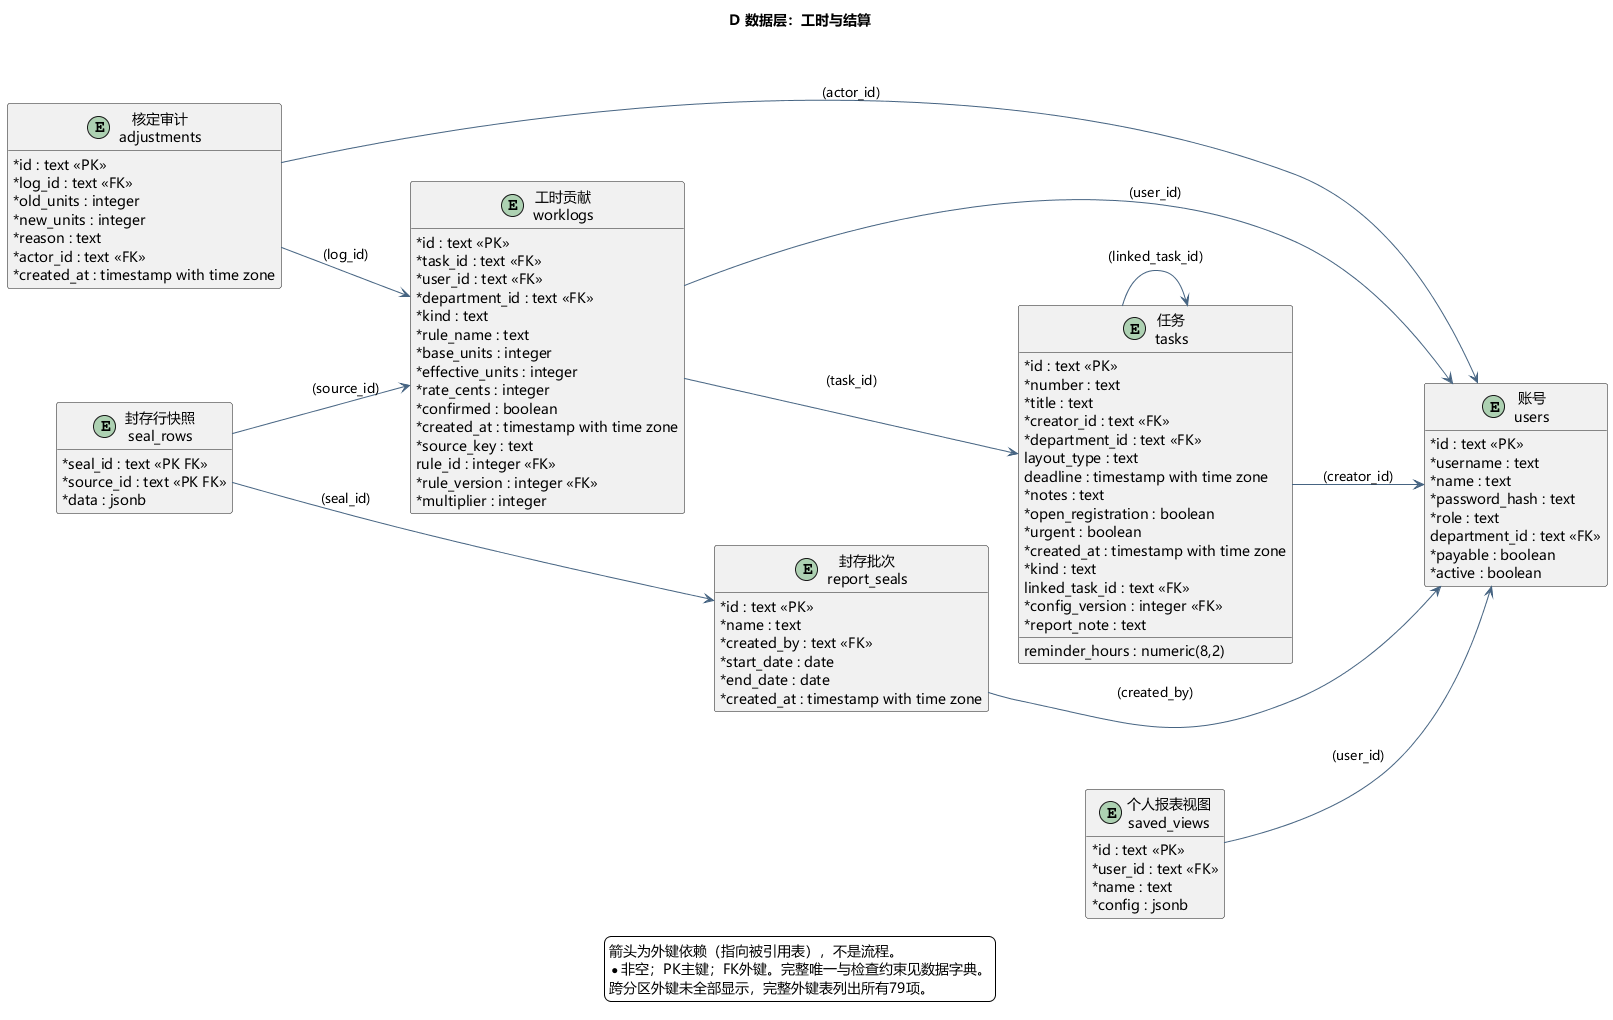 D 数据层：工时与结算
(actor_id)
核定审计
adjustments
*id : text «PK»
*log_id : text «FK»
*old_units : integer
*new_units : integer
*reason : text
*actor_id : text «FK»
*created_at : timestamp with time zone
(log_id)
工时贡献
worklogs
*id : text «PK»
*task_id : text «FK»
*user_id : text «FK»
*department_id : text «FK»
*kind : text
*rule_name : text
*base_units : integer
*effective_units : integer
*rate_cents : integer
*confirmed : boolean
*created_at : timestamp with time zone
*source_key : text
rule_id : integer «FK»
*rule_version : integer «FK»
*multiplier : integer
(user_id)
(task_id)
(linked_task_id)
任务
tasks
*id : text «PK»
*number : text
*title : text
*creator_id : text «FK»
*department_id : text «FK»
layout_type : text
deadline : timestamp with time zone
*notes : text
*open_registration : boolean
*urgent : boolean
*created_at : timestamp with time zone
*kind : text
linked_task_id : text «FK»
*config_version : integer «FK»
*report_note : text
reminder_hours : numeric(8,2)
(creator_id)
账号
users
*id : text «PK»
*username : text
*name : text
*password_hash : text
*role : text
department_id : text «FK»
*payable : boolean
*active : boolean
(source_id)
封存行快照
seal_rows
*seal_id : text «PK FK»
*source_id : text «PK FK»
*data : jsonb
(seal_id)
封存批次
report_seals
*id : text «PK»
*name : text
*created_by : text «FK»
*start_date : date
*end_date : date
*created_at : timestamp with time zone
(created_by)
(user_id)
个人报表视图
saved_views
*id : text «PK»
*user_id : text «FK»
*name : text
*config : jsonb
箭头为外键依赖（指向被引用表），不是流程。
• 非空；PK主键；FK外键。完整唯一与检查约束见数据字典。
跨分区外键未全部显示，完整外键表列出所有79项。